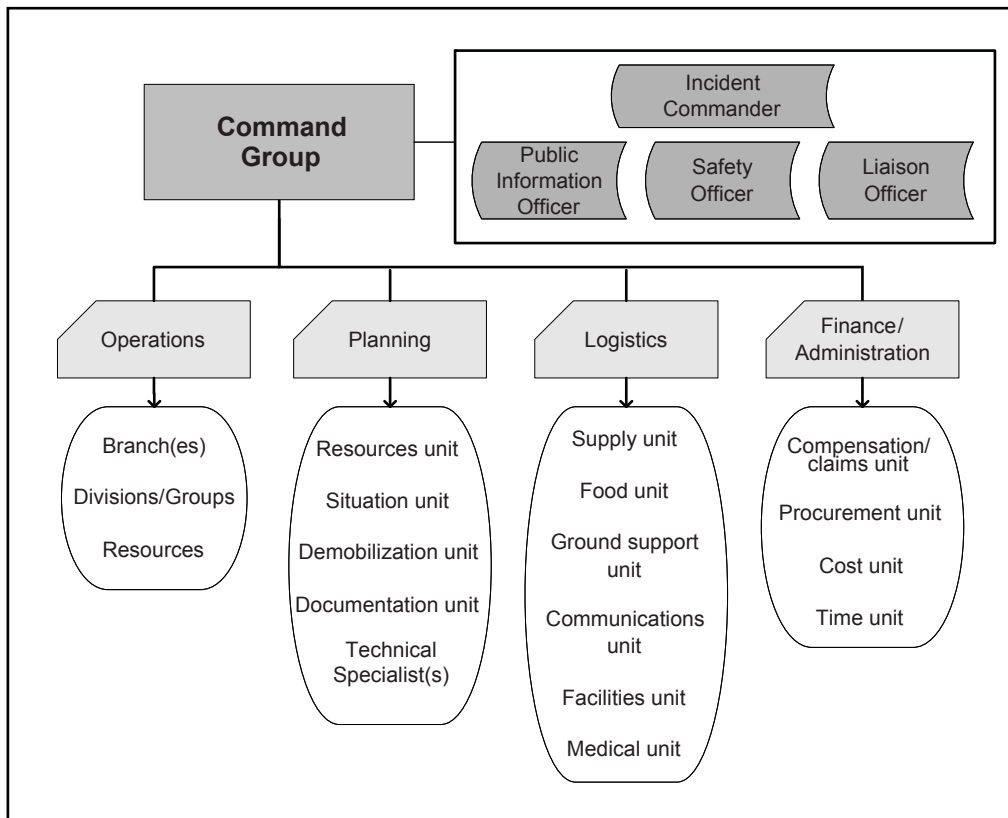 Command
Group
Incident
Commander
Public
Information
Officer
Safety
Officer
Liaison
Officer
Operations
Planning
Logistics
Finance/
Administration
Branch(es)
Divisions/Groups
Resources
Resources unit
Situation unit
Demobilization unit
Documentation unit
Technical
Specialist(s)
Supply unit
Food unit
Ground support
unit
Communications
unit
Facilities unit
Medical unit
Compensation/
claims unit
Procurement unit
Cost unit
Time unit